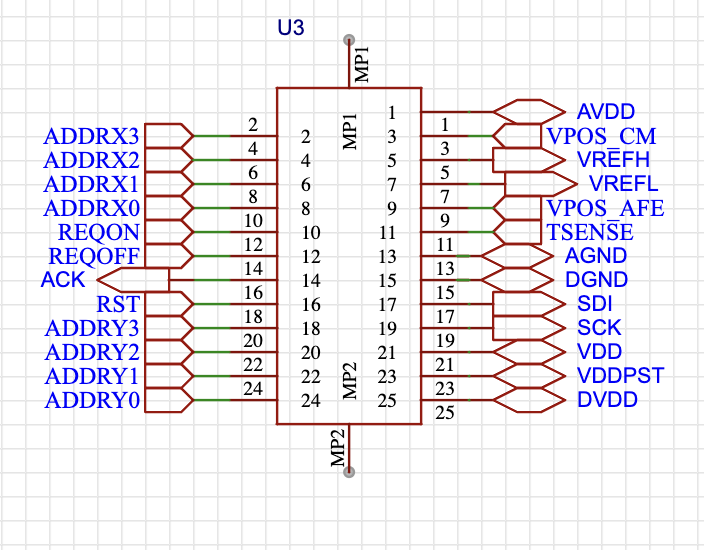 U3
MP1
MP1
1 AVDD
ADDRX3 2 2 3 1 VPOS_CM
ADDRX2 4 4 5 3 VREFH
ADDRX1 6 6 7 5 VREFL
ADDRX0 8 8 9 7 VPOS_AFE
REQON 10 10 11 9 TSENSE
REQOFF 12 12 13 11 AGND
ACK 14 14 15 13 DGND
RST 16 16 17 15 SDI
ADDRY3 18 18 19 17 SCK
ADDRY2 20 20 21 19 VDD
ADDRY1 22 22 23 21 VDDPST
ADDRY0 24 24 25 23 DVDD
25
MP2
MP2